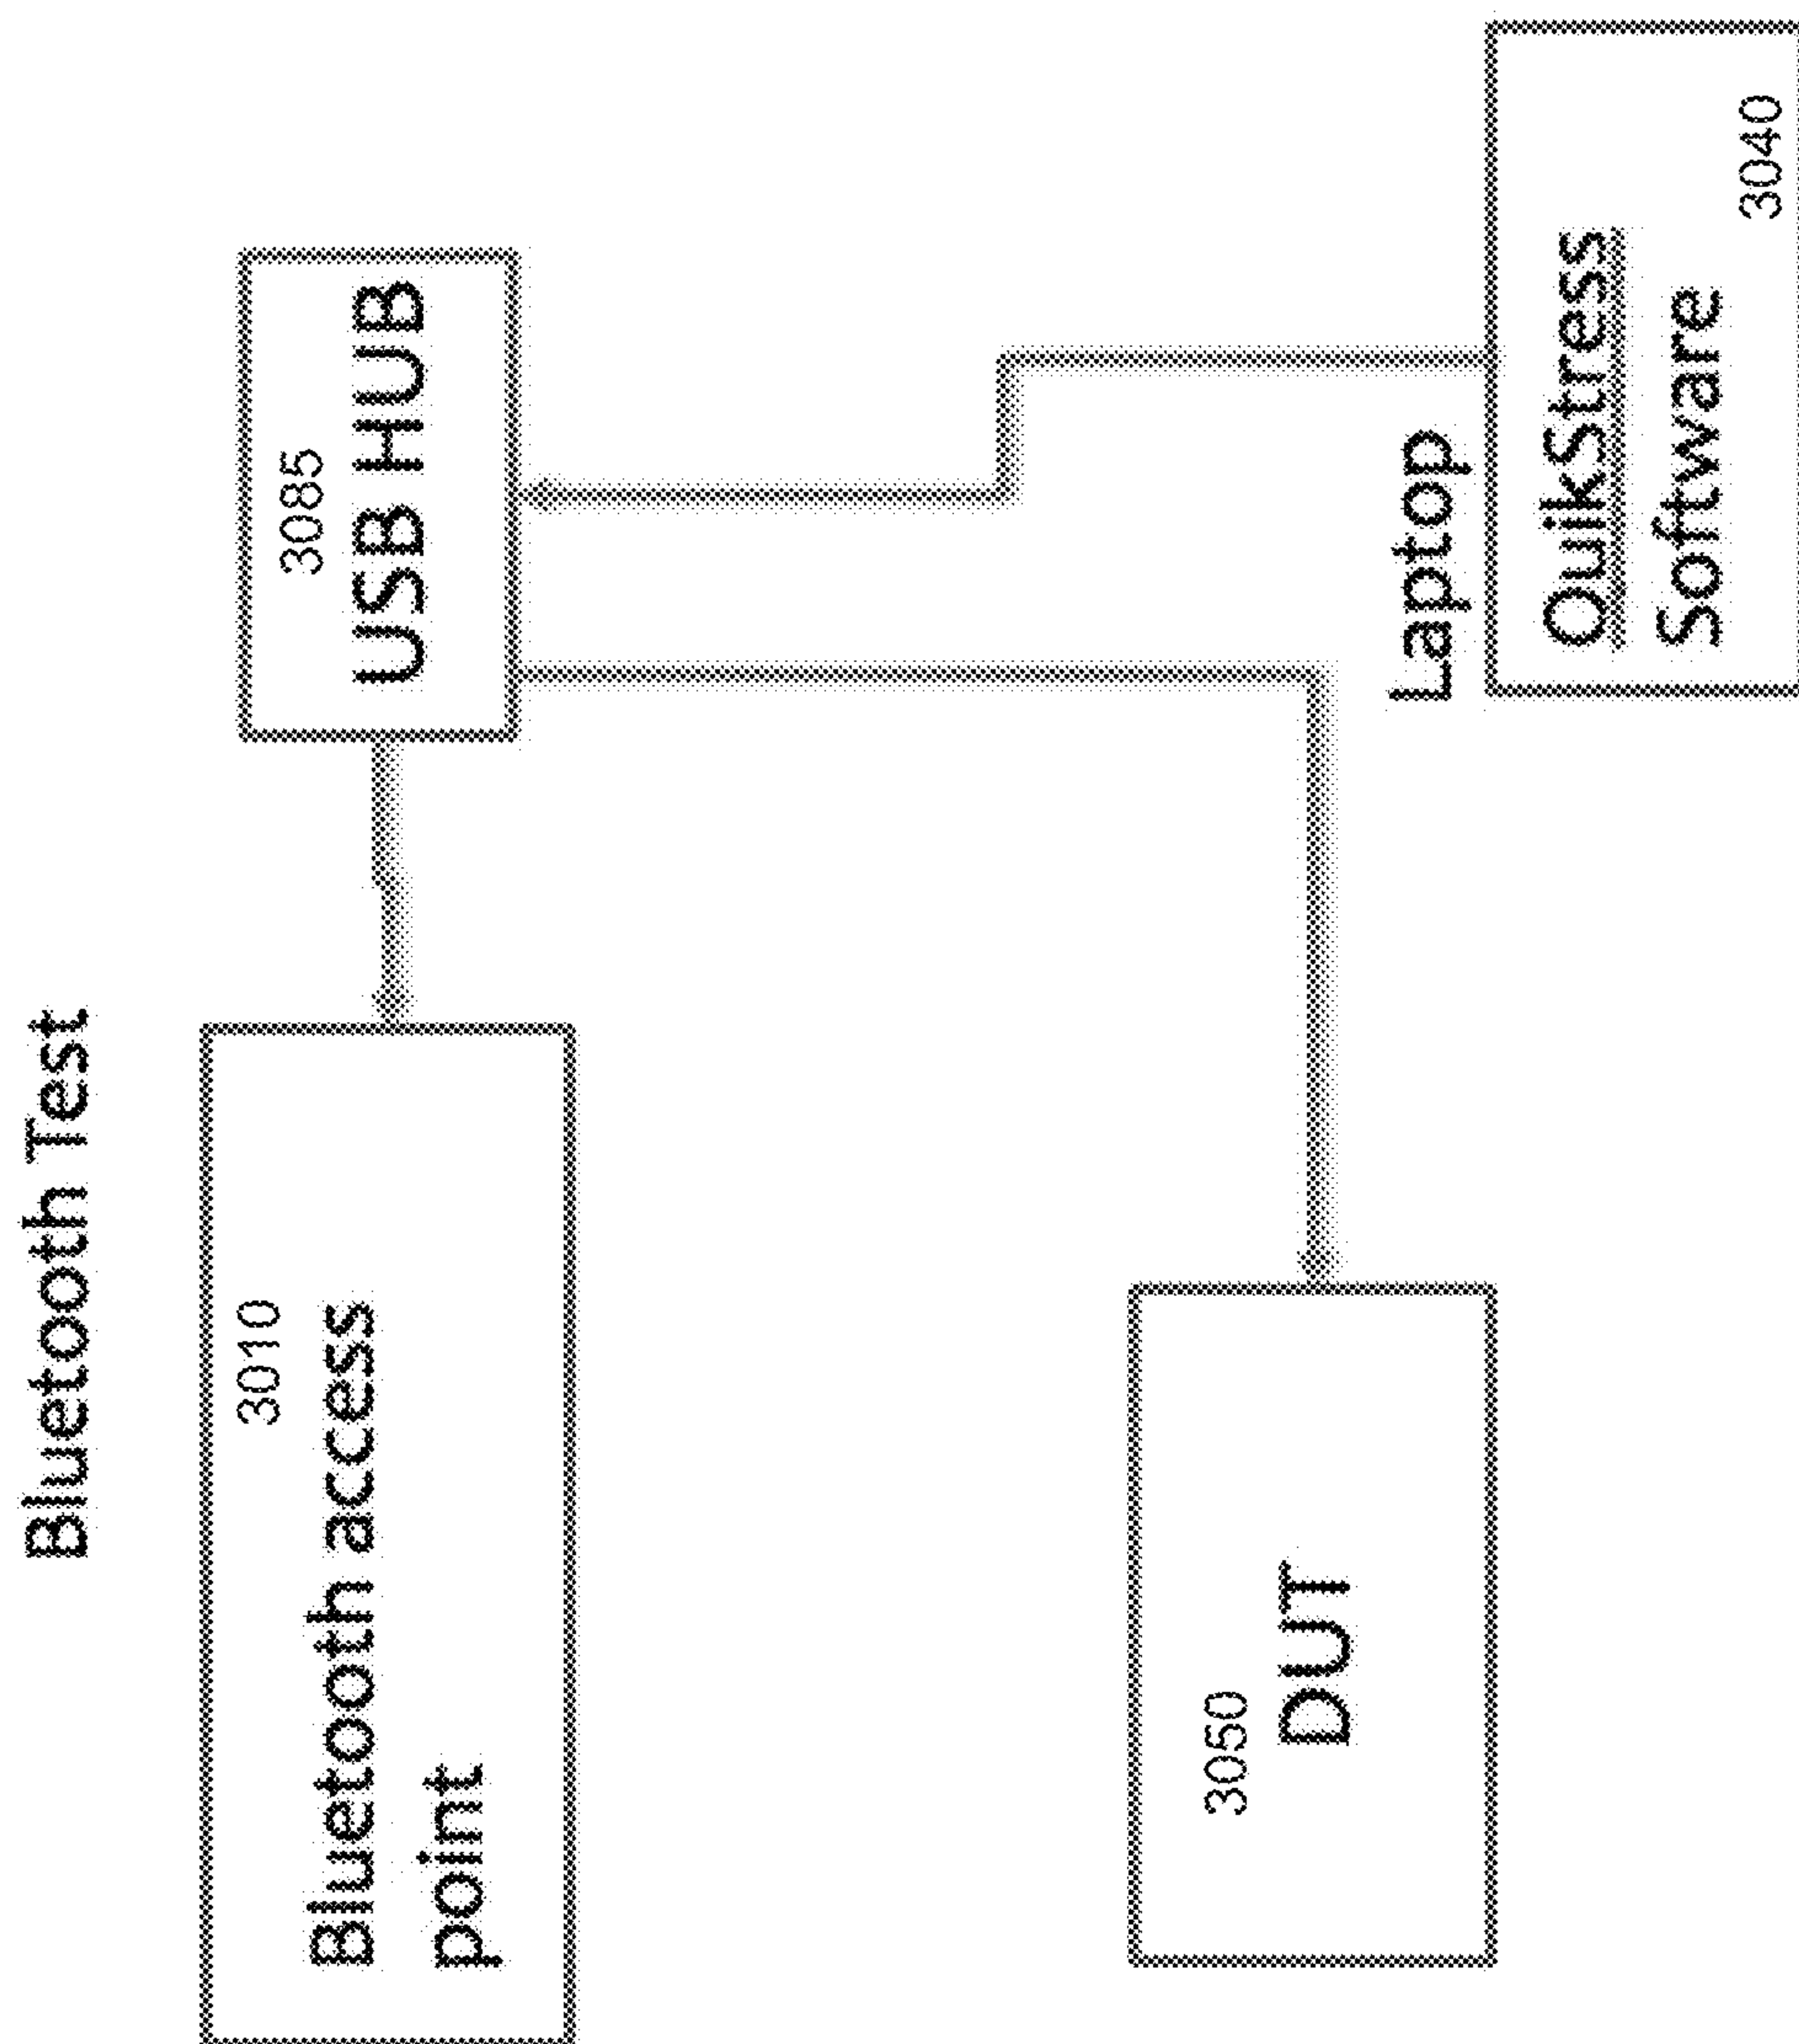 Bluetooth Test
3010
Bluetooth access
point
3085
USB HUB
3050
DUT
Laptop
QuikStress
Software
3040